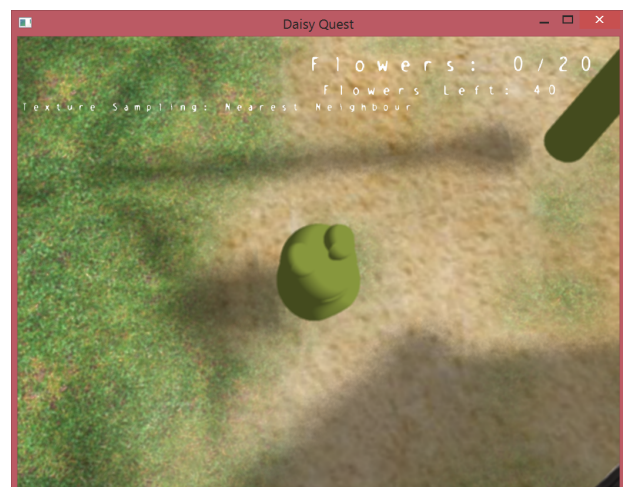 Daisy Quest
Flowers: 0/20
Flowers Left: 40
Texture Sampling: Nearest Neighbour